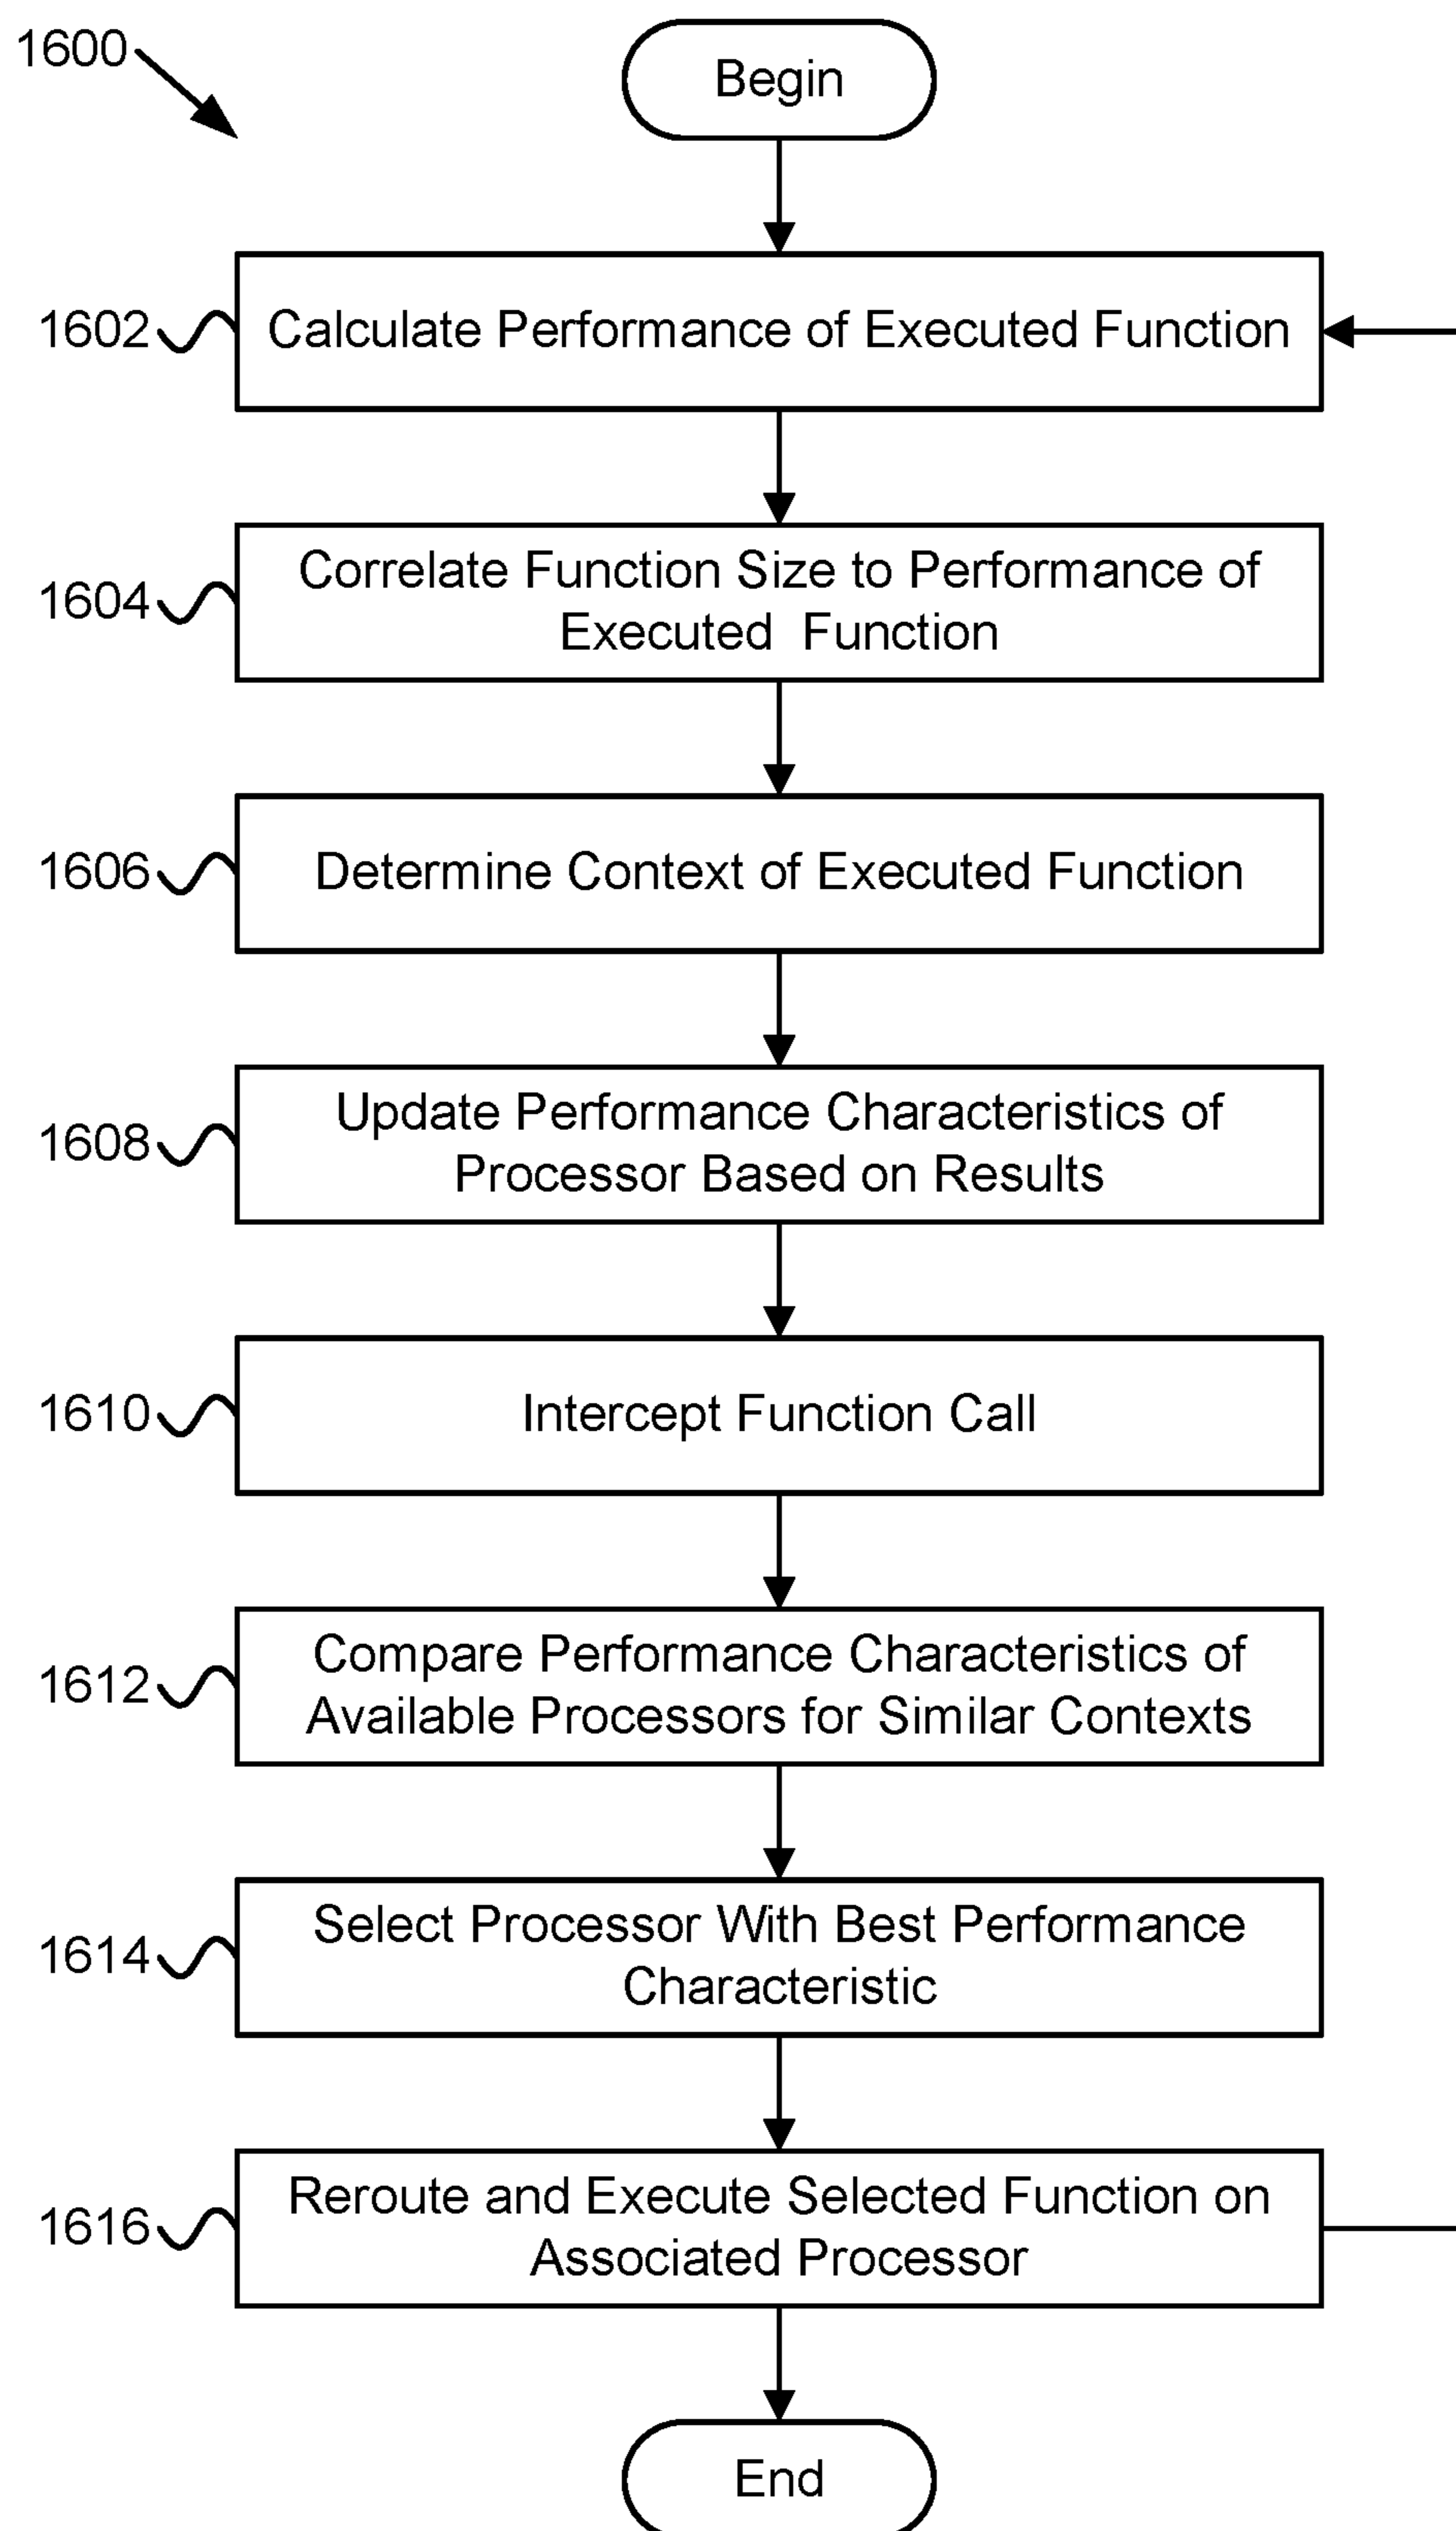 1600
Begin
1602
Calculate Performance of Executed Function
1604
Correlate Function Size to Performance of
Executed Function
1606
Determine Context of Executed Function
1608
Update Performance Characteristics of
Processor Based on Results
1610
Intercept Function Call
1612
Compare Performance Characteristics of
Available Processors for Similar Contexts
1614
Select Processor With Best Performance
Characteristic
1616
Reroute and Execute Selected Function on
Associated Processor
End